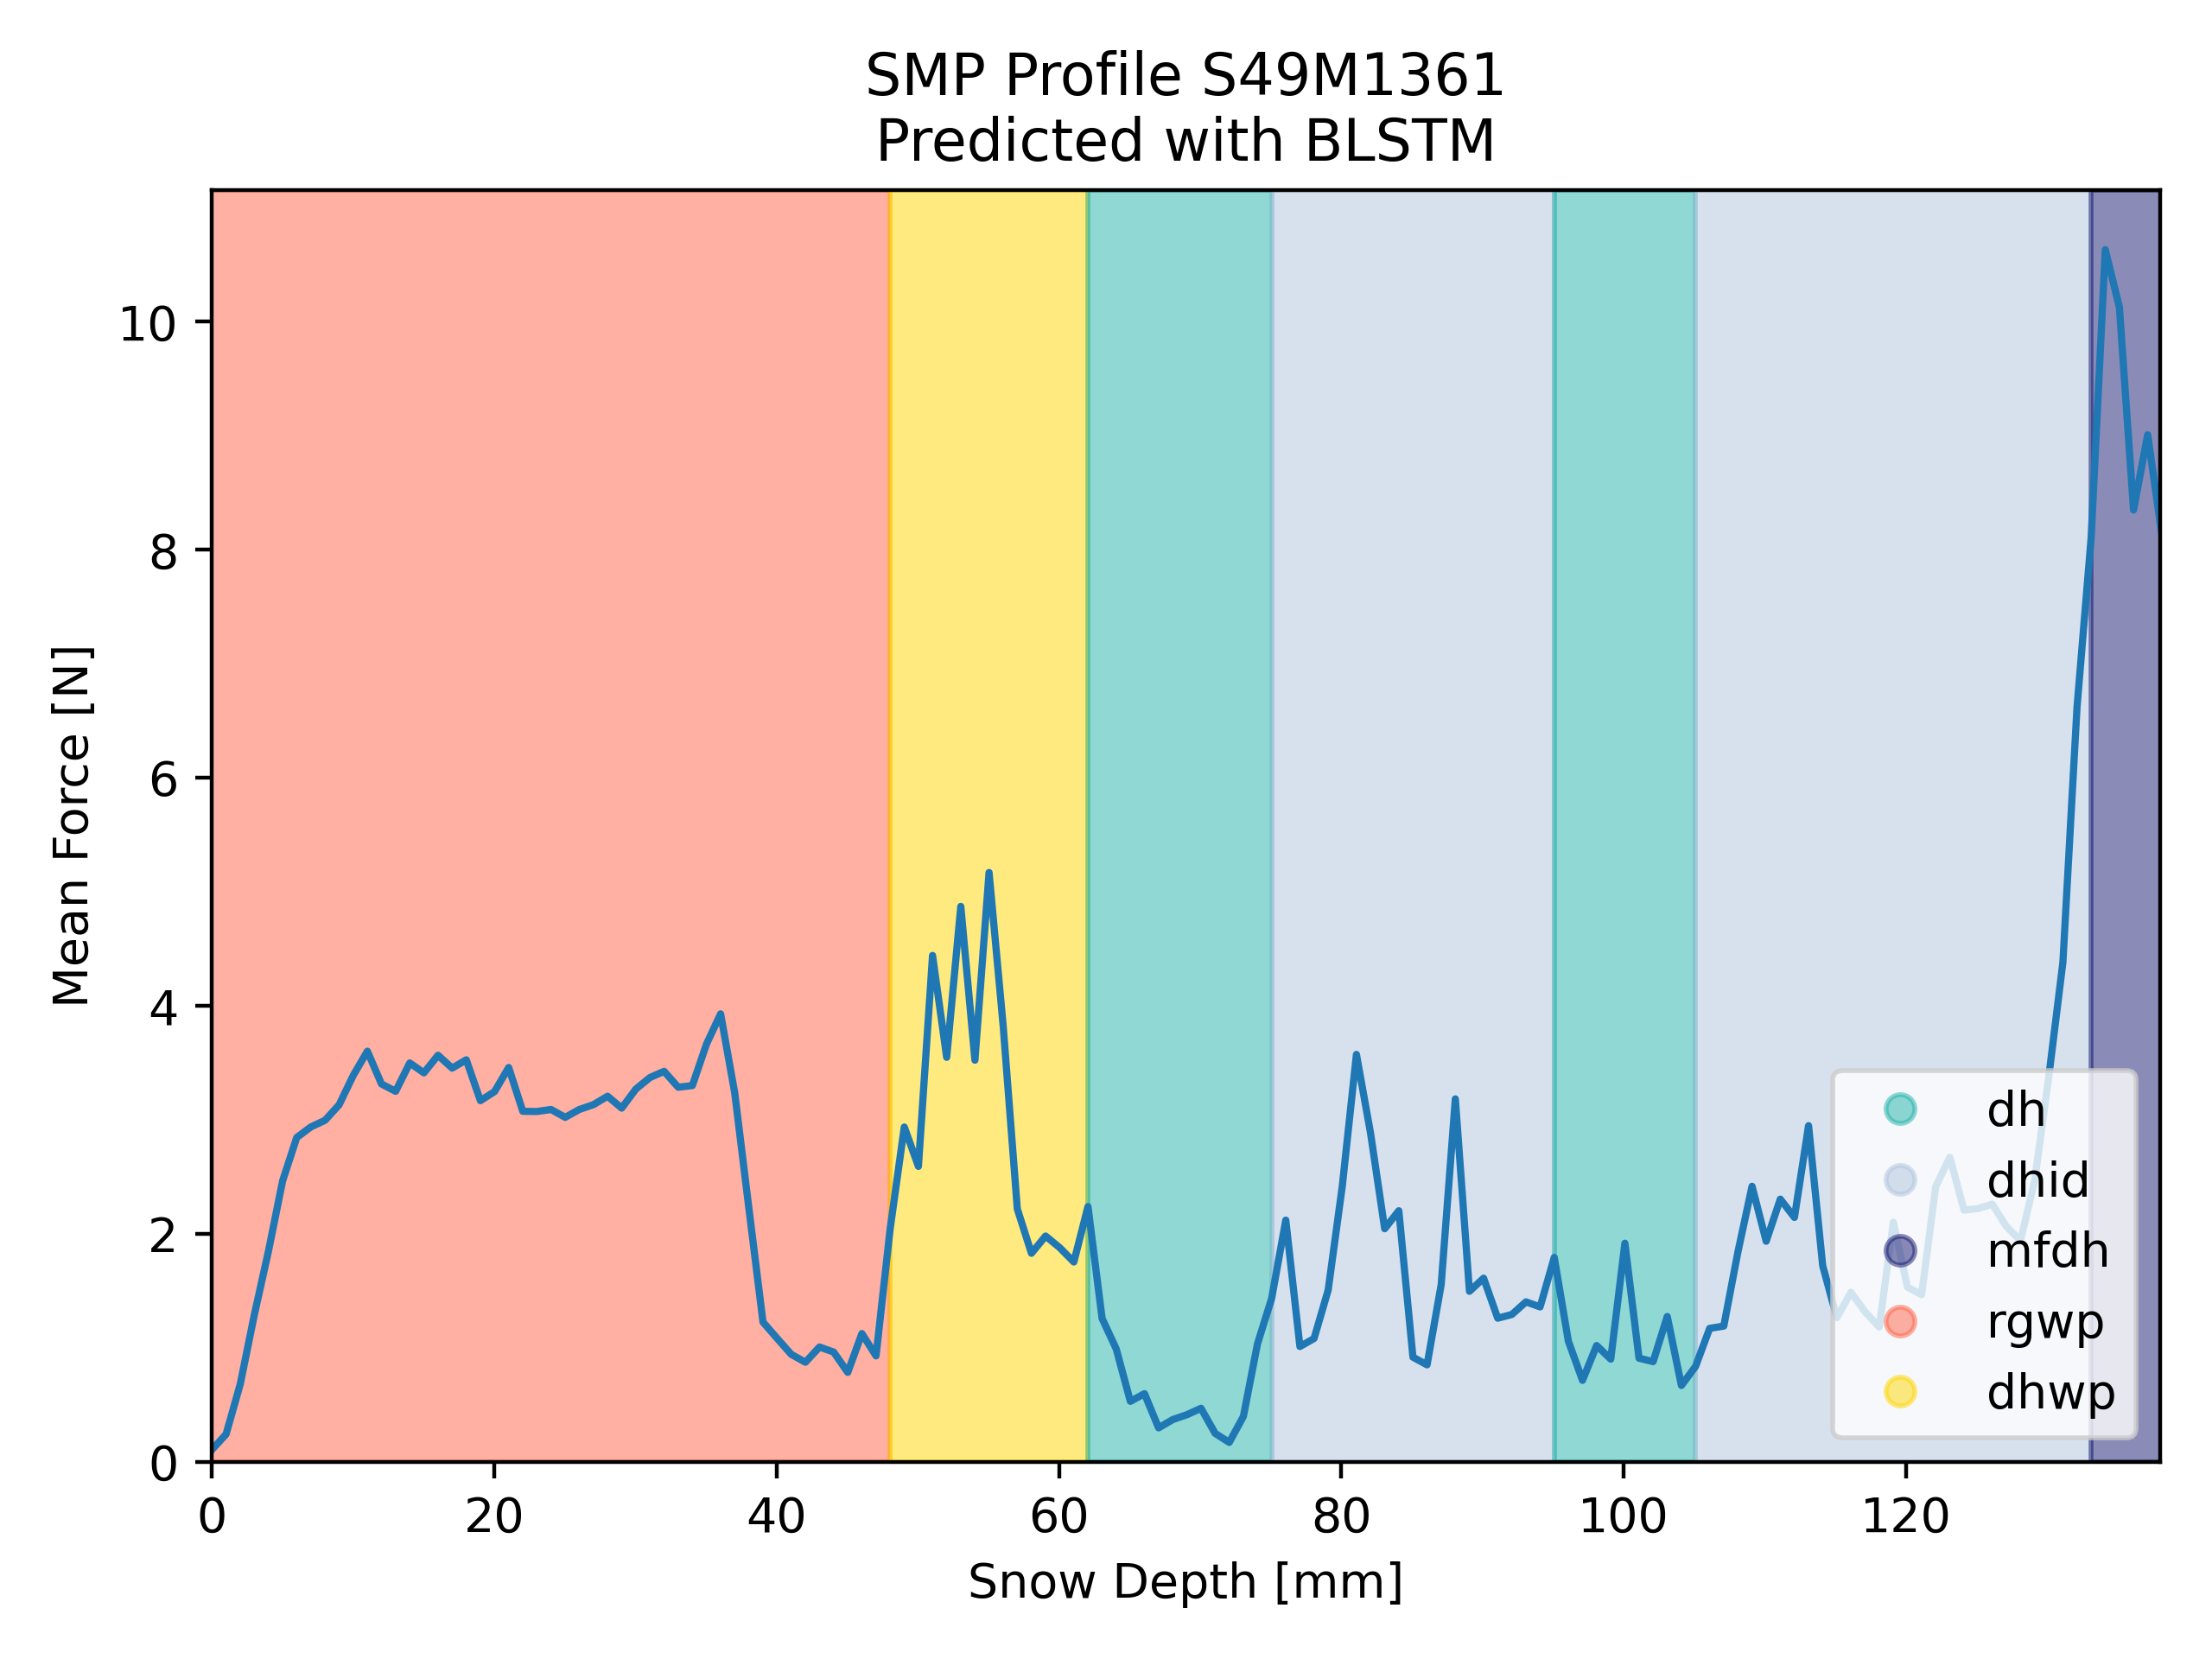 SMP Profile S49M1361
Predicted with BLSTM
Mean Force [N]
10
8
6
4
2
0
0 20 40 60 80 100 120
Snow Depth [mm]
dh
dhid
mfdh
rgwp
dhwp